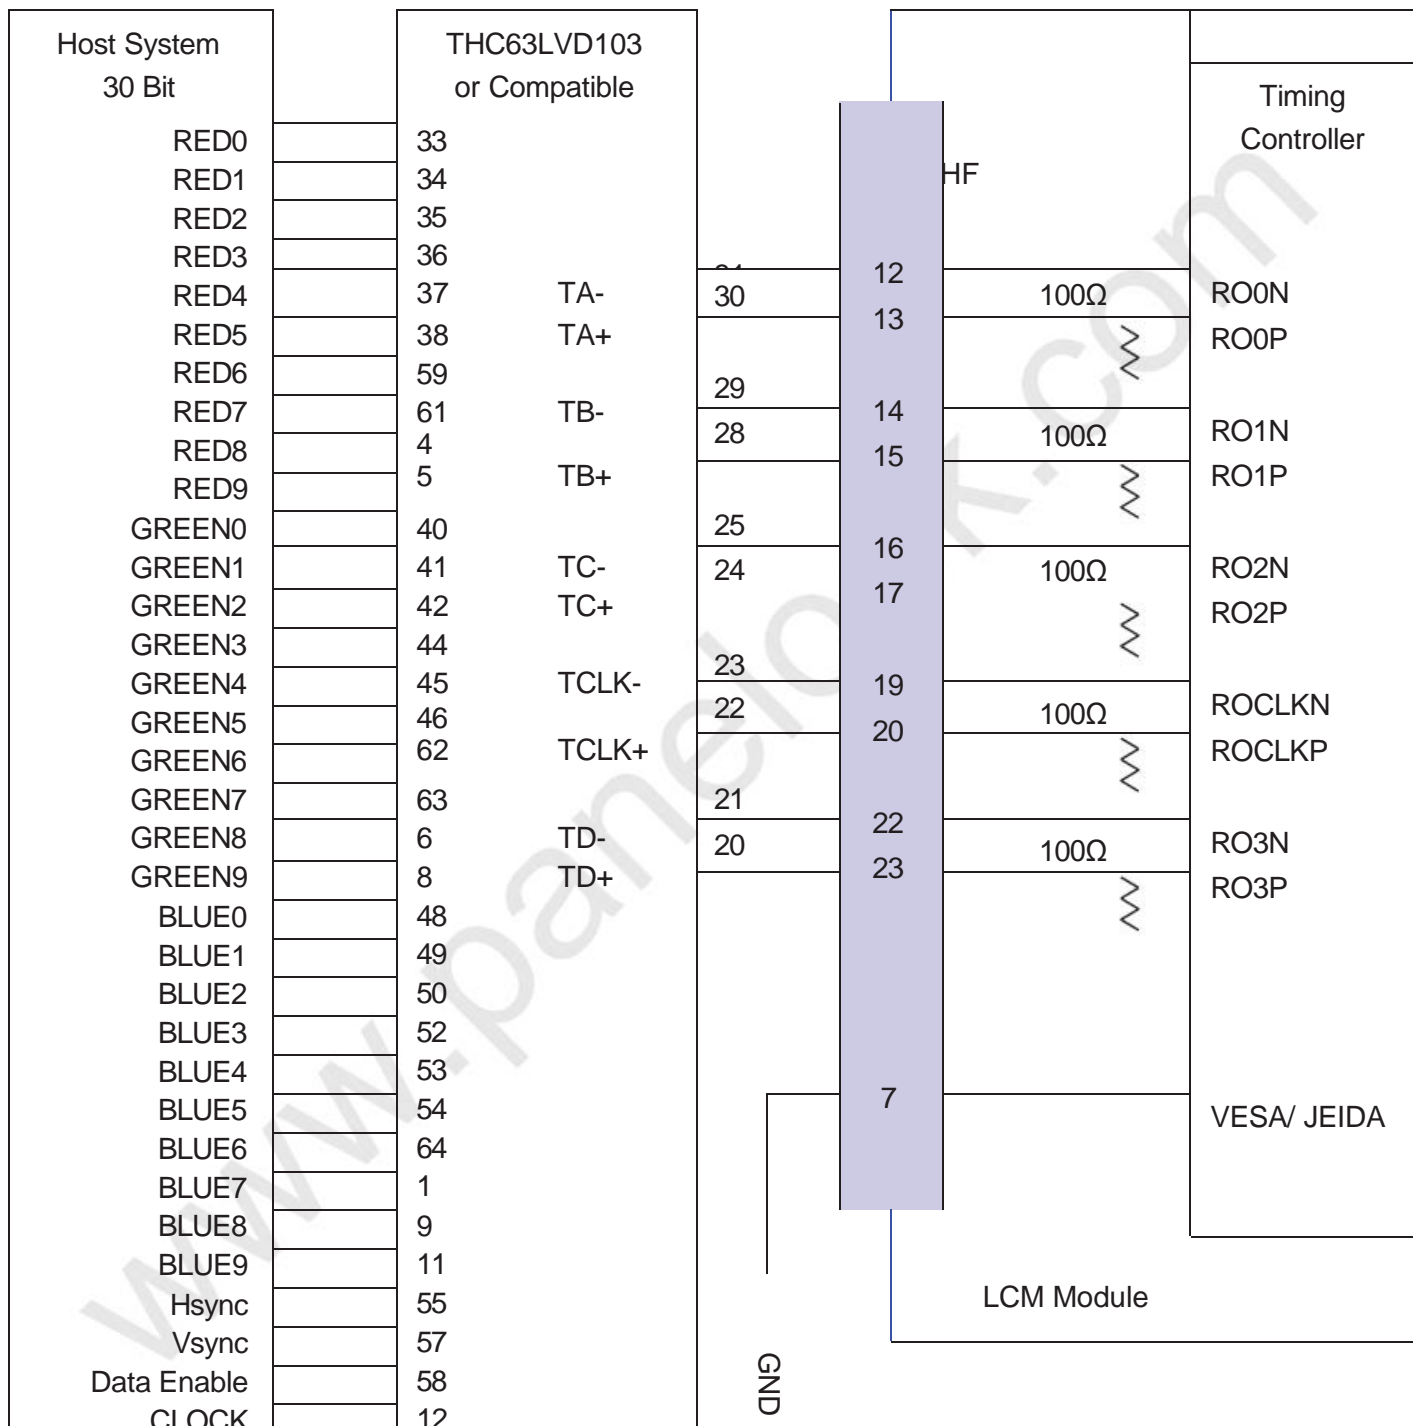 Host System
30 Bit
RED0
RED1
RED2
RED3
RED4
RED5
RED6
RED7
RED8
RED9
GREEN0
GREEN1
GREEN2
GREEN3
GREEN4
GREEN5
GREEN6
GREEN7
GREEN8
GREEN9
BLUE0
BLUE1
BLUE2
BLUE3
BLUE4
BLUE5
BLUE6
BLUE7
BLUE8
BLUE9
Hsync
Vsync
Data Enable
CLOCK
THC63LVD103
or Compatible
33
34
35
36
37
38
59
61
4
5
40
41
42
44
45
46
62
63
6
8
48
49
50
52
53
54
64
1
9
11
55
57
58
12
TA-
TA+
TB-
TB+
TC-
TC+
TCLK-
TCLK+
TD-
TD+
30
29
28
25
24
23
22
21
20
GND
12
13
14
15
16
17
19
20
22
23
7
HF
100Ω
100Ω
100Ω
100Ω
100Ω
LCM Module
Timing
Controller
RO0N
RO0P
RO1N
RO1P
RO2N
RO2P
ROCLKN
ROCLKP
RO3N
RO3P
VESA/ JEIDA